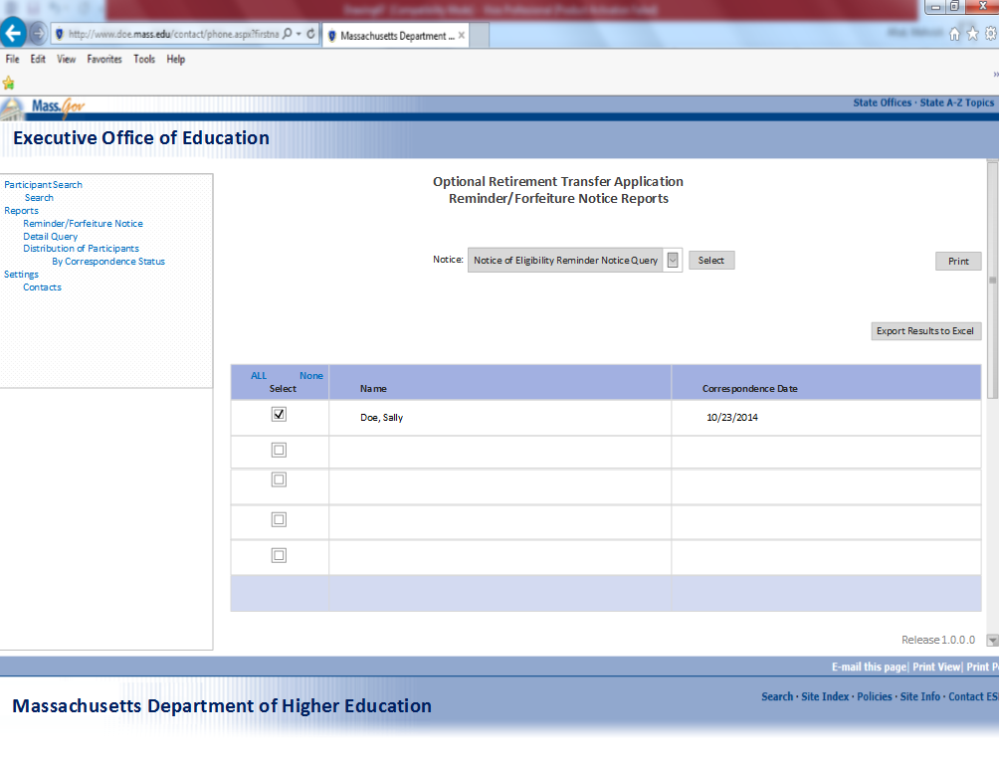 http://www.doe.mass.edu/contact/phone.aspx?firstna
Massachusetts Department ...
File Edit View Favorites Tools Help
Mass.Gov
State Offices · State A-Z Topics
Executive Office of Education
Participant Search
Search
Reports
Reminder/Forfeiture Notice
Detail Query
Distribution of Participants
By Correspondence Status
Settings
Contacts
Optional Retirement Transfer Application
Reminder/Forfeiture Notice Reports
Notice: Notice of Eligibility Reminder Notice Query Select Print
Export Results to Excel
ALL None
Select Name Correspondence Date
Doe, Sally 10/23/2014
Release 1.0.0.0
E-mail this page| Print View| Print P
Massachusetts Department of Higher Education
Search · Site Index · Policies · Site Info · Contact ES